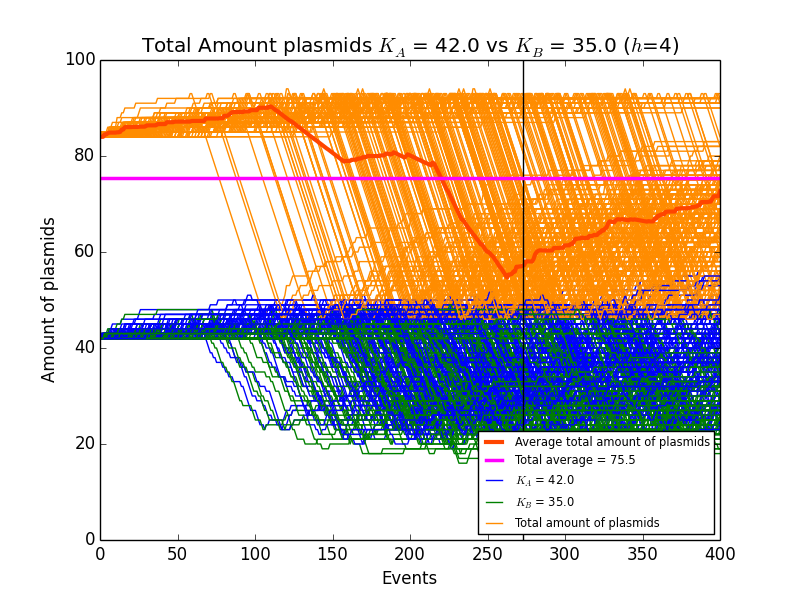 Total Amount plasmids K_A = 42.0 vs K_B = 35.0 (h=4)
100
80
60
40
20
0
Amount of plasmids
Average total amount of plasmids
Total average = 75.5
K_A = 42.0
K_B = 35.0
Total amount of plasmids
0 50 100 150 200 250 300 350 400
Events